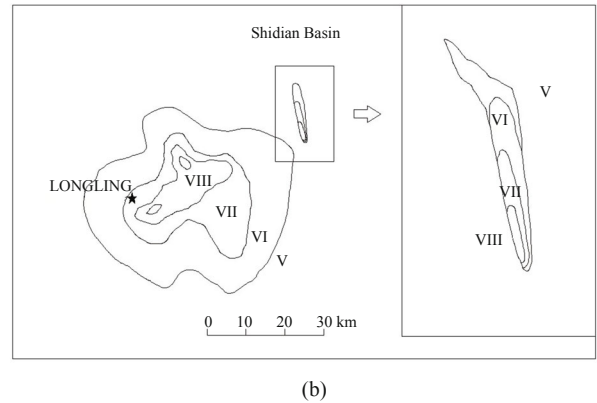 Shidian Basin
V
VI
LONGLING
VIII
VII
VII
VI
VIII
V
0 10 20 30 km
(b)